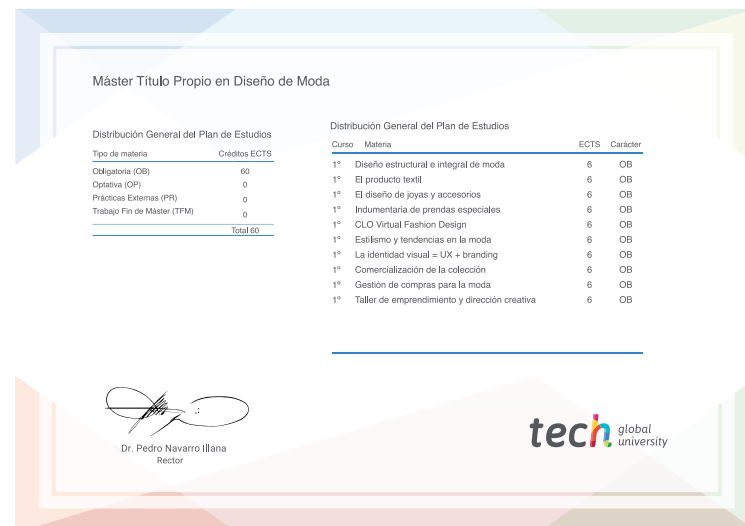 Máster Título Propio en Diseño de Moda
Distribución General del Plan de Estudios
Tipo de materia Créditos ECTS
Obligatoria (OB) 60
Optativa (OP) 0
Prácticas Externas (PR) 0
Trabajo Fin de Máster (TFM) 0
Total 60
Distribución General del Plan de Estudios
Curso Materia ECTS Carácter
1º Diseño estructural e integral de moda 6 OB
1º El producto textil 6 OB
1º El diseño de joyas y accesorios 6 OB
1º Indumentaria de prendas especiales 6 OB
1º CLO Virtual Fashion Design 6 OB
1º Estilismo y tendencias en la moda 6 OB
1º La identidad visual = UX + branding 6 OB
1º Comercialización de la colección 6 OB
1º Gestión de compras para la moda 6 OB
1º Taller de emprendimiento y dirección creativa 6 OB
Dr. Pedro Navarro Illana
Rector
tech global
university